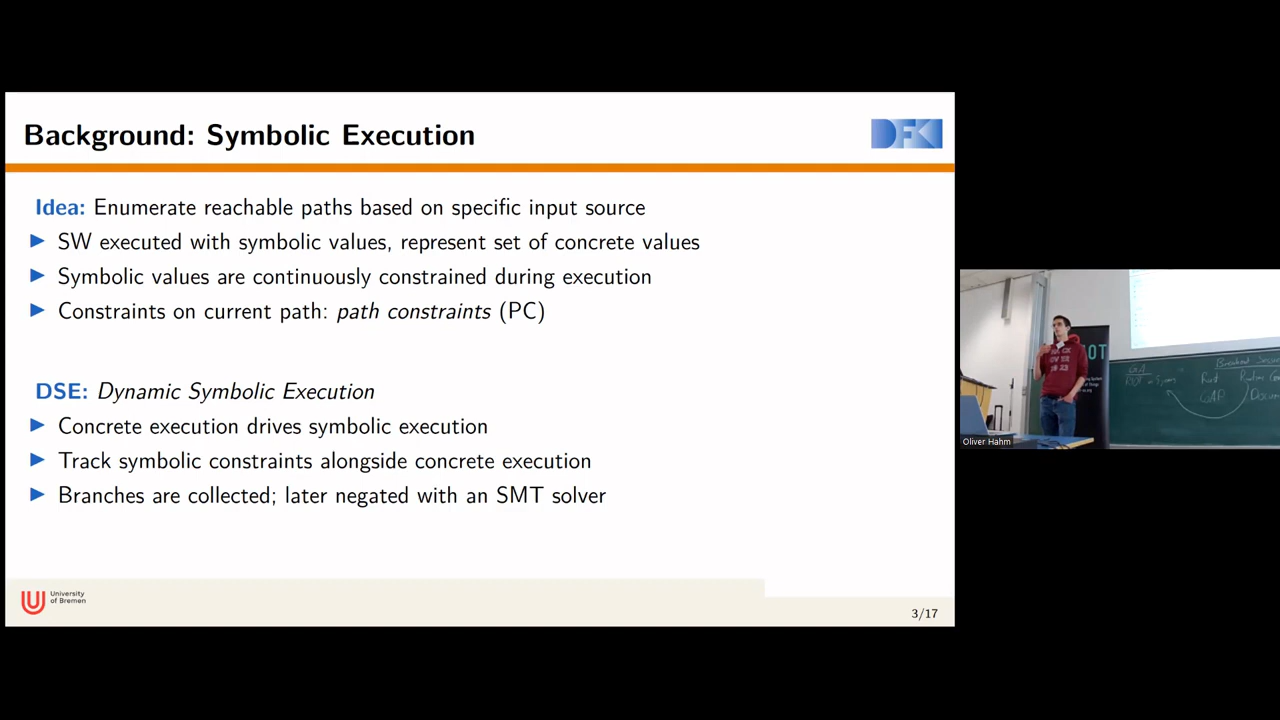 Background: Symbolic Execution
DFK
Idea: Enumerate reachable paths based on specific input source
SW executed with symbolic values, represent set of concrete values
Symbolic values are continuously constrained during execution
Constraints on current path: path constraints (PC)
DSE: Dynamic Symbolic Execution
Concrete execution drives symbolic execution
Track symbolic constraints alongside concrete execution
Branches are collected; later negated with an SMT solver
University
of Bremen
3/17
Oliver Hahm